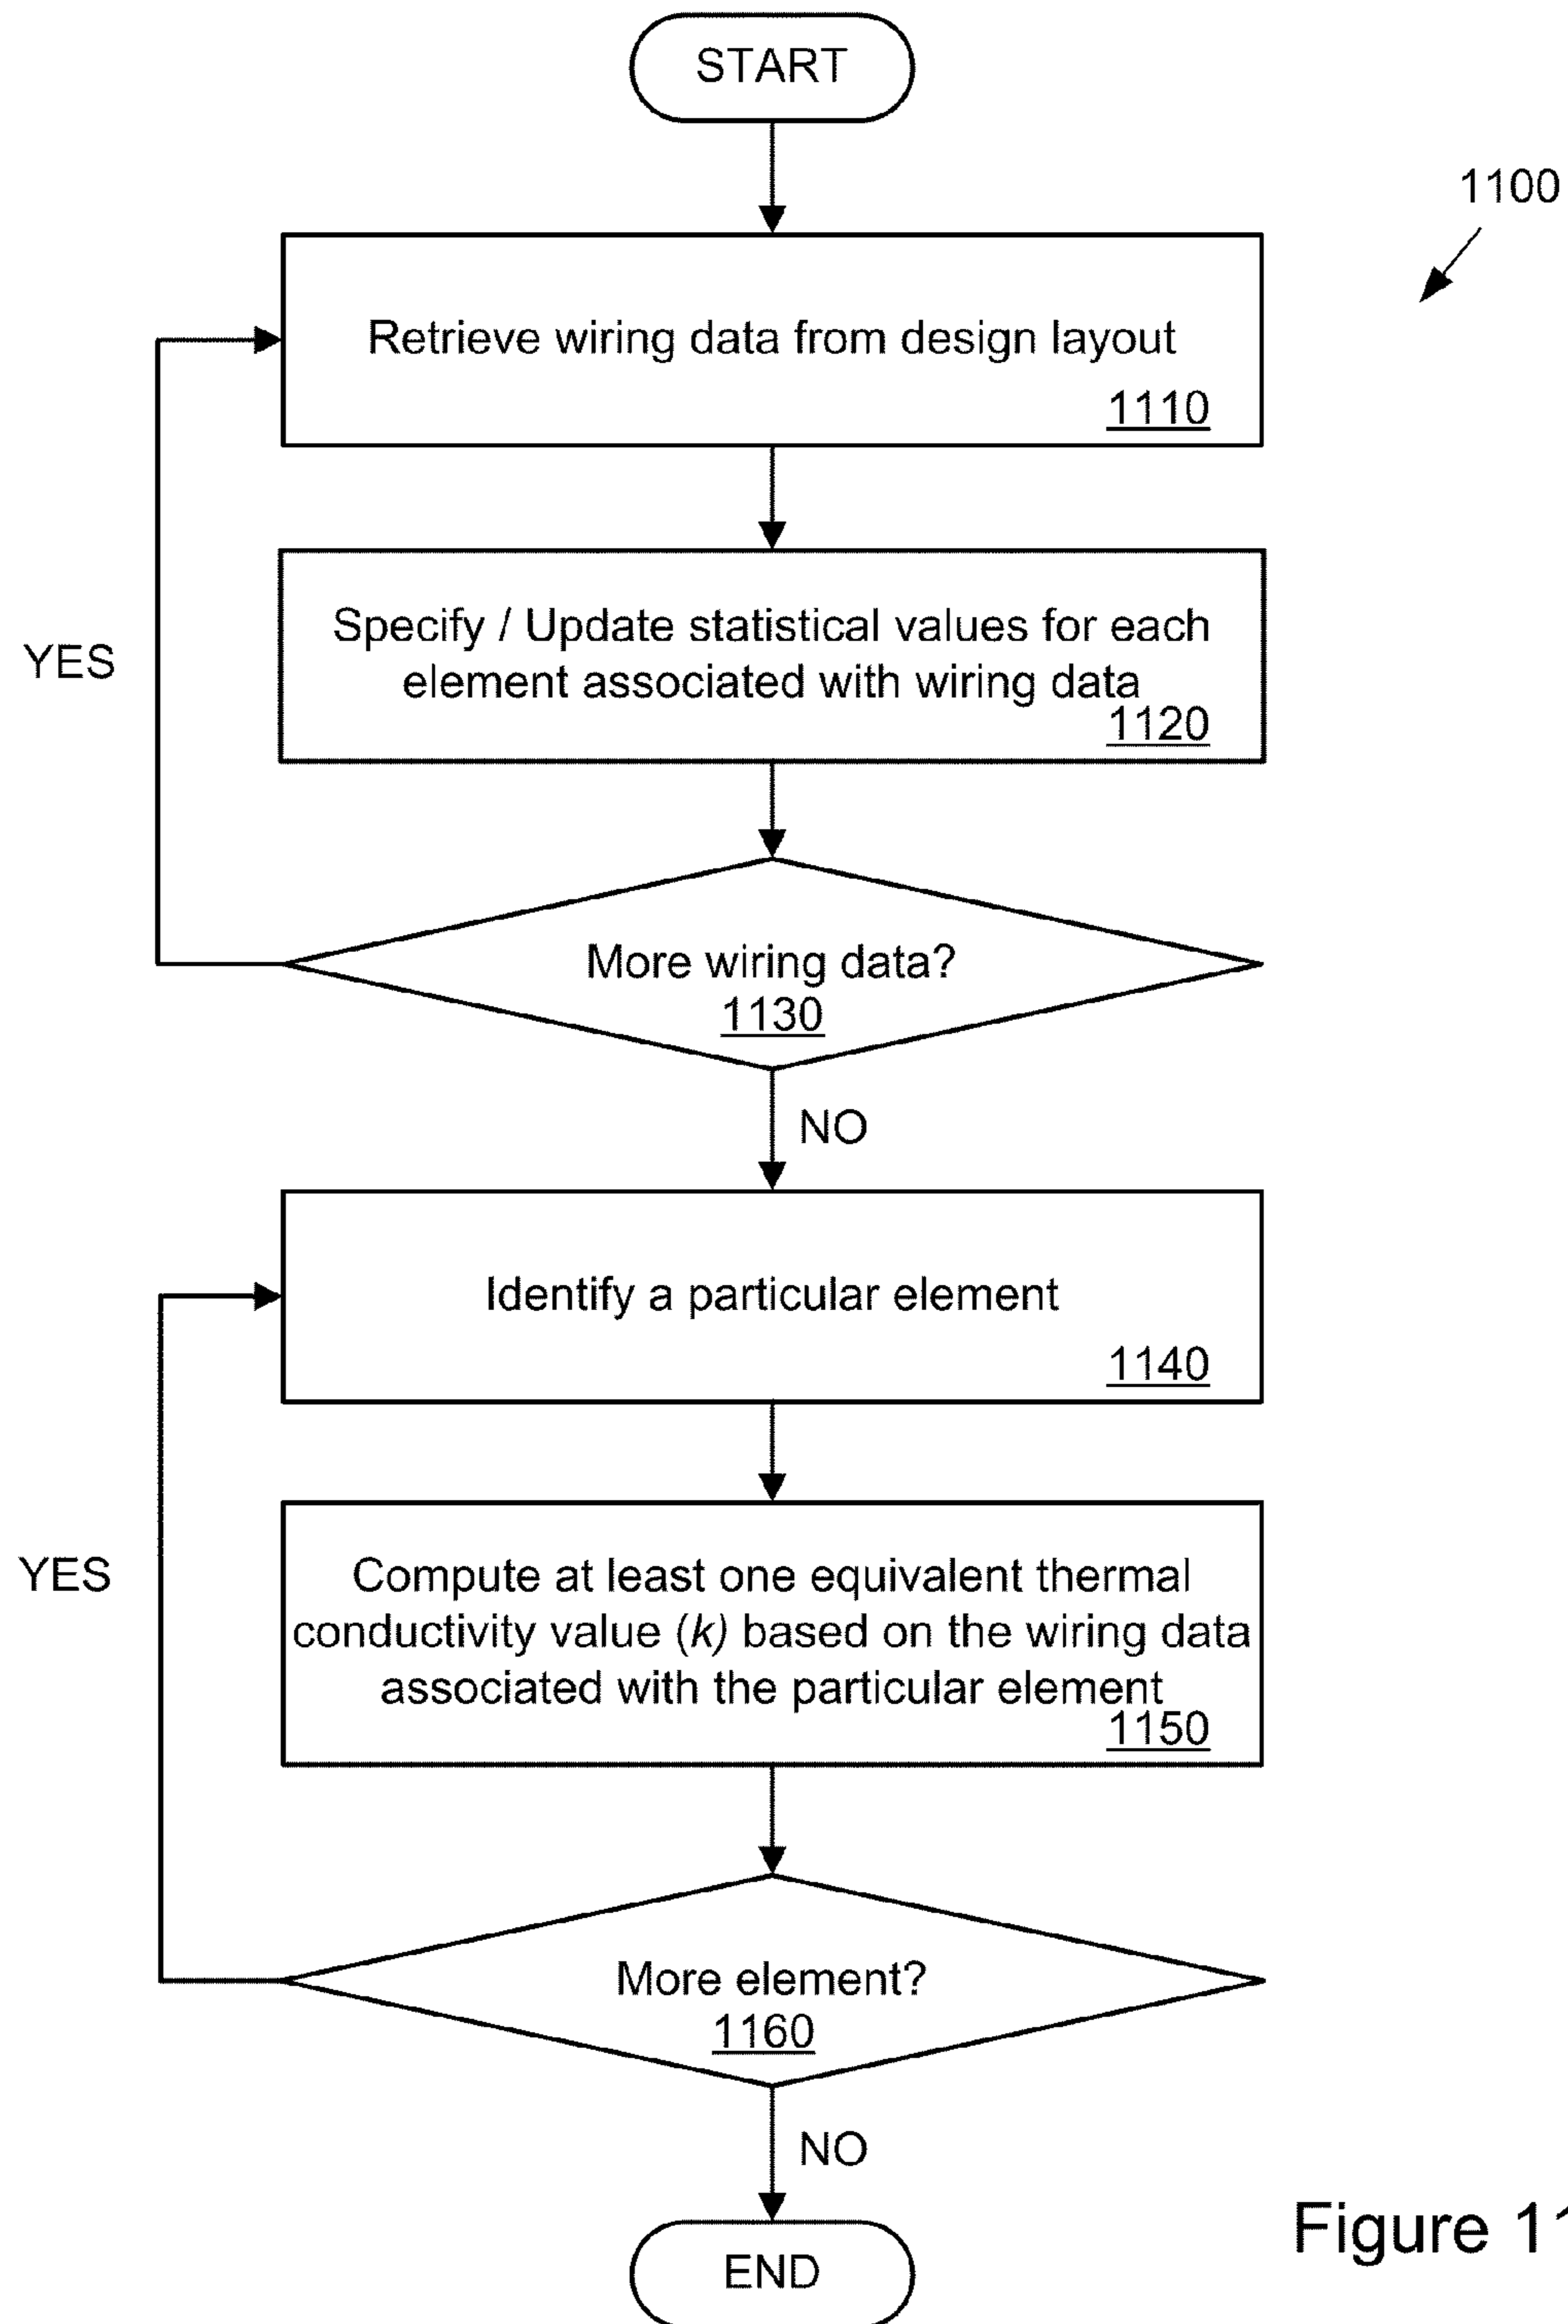 START
1100
Retrieve wiring data from design layout
1110
Specify / Update statistical values for each
element associated with wiring data
1120
YES
More wiring data?
1130
NO
Identify a particular element
1140
Compute at least one equivalent thermal
conductivity value (k) based on the wiring data
associated with the particular element
1150
YES
More element?
1160
NO
Figure 11
END